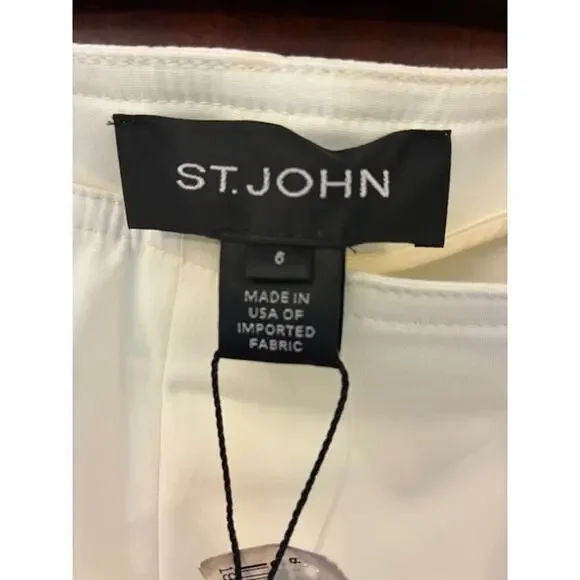 ST. JOHN
6
MADE IN
USA OF
IMPORTED
FABRIC